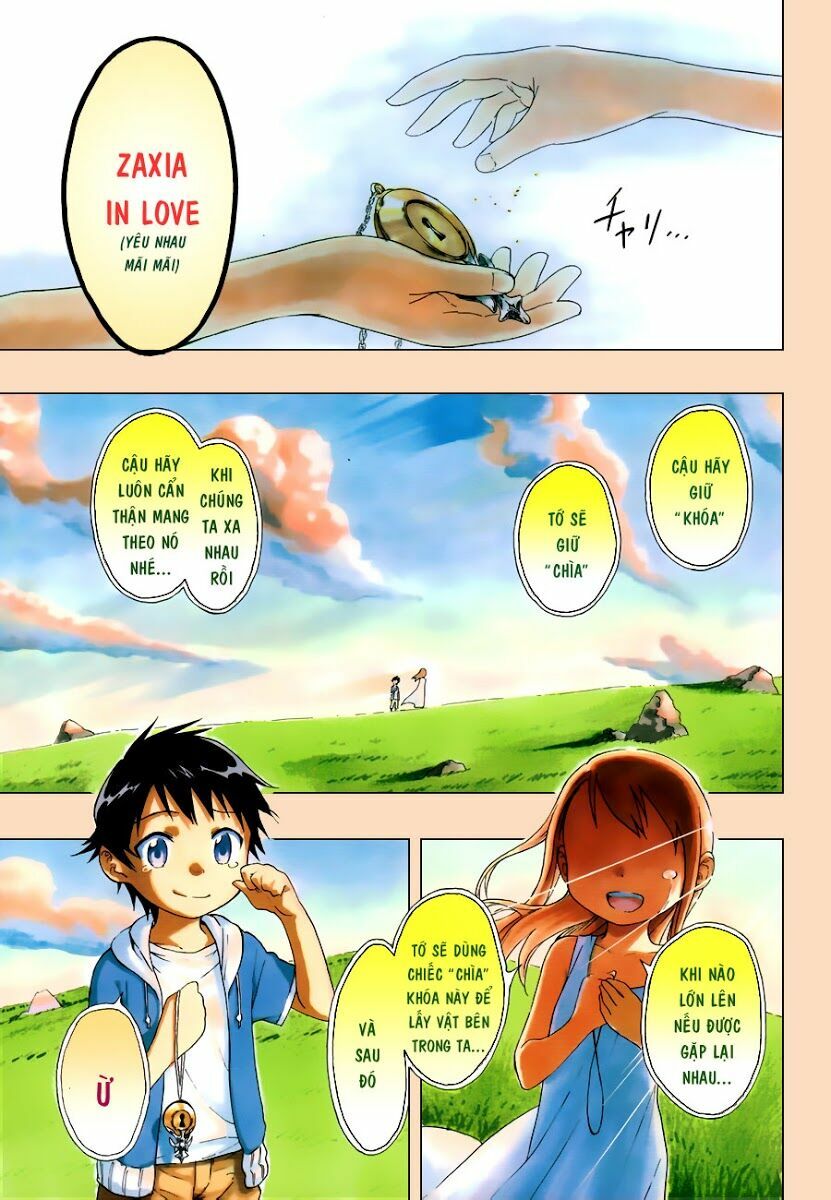 ZAXIA
IN LOVE
(YÊU NHAU
MÃI MÃI)
チャリ...
CẬU HÃY
GIỮ
"KHÓA"
TỚ SẼ
GIỮ
"CHÌA"
KHI
CHÚNG
TA XA
NHAU
RỒI
CẬU HÃY
LUÔN CẨN
THẬN MANG
THEO NÓ
NHÉ...
KHI NÀO
LỚN LÊN
NẾU ĐƯỢC
GẶP LẠI
NHAU...
TỚ SẼ DÙNG
CHIẾC "CHÌA"
KHÓA NÀY ĐỂ
LẤY VẬT BÊN
TRONG TA...
VÀ
SAU
ĐÓ
Ừ